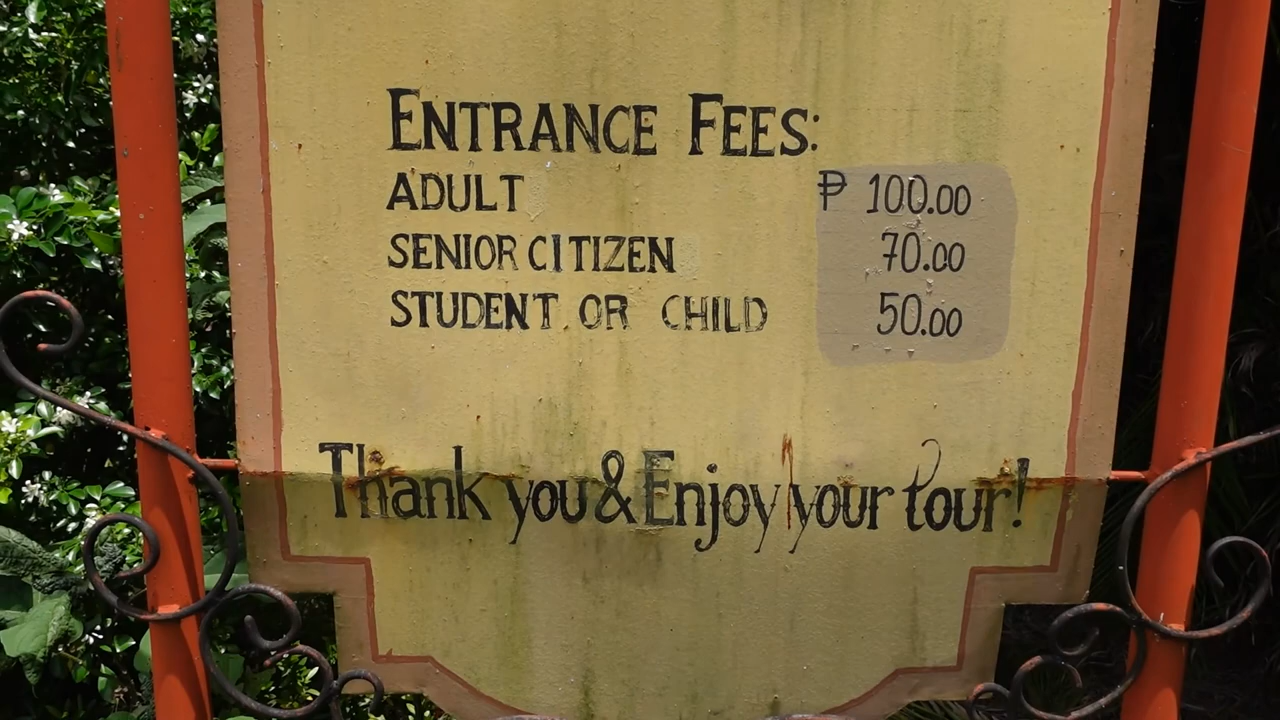 ENTRANCE FEES:
ADULT ₱ 100.00
SENIOR CITIZEN 70.00
STUDENT OR CHILD 50.00
Thank you & Enjoy your tour!